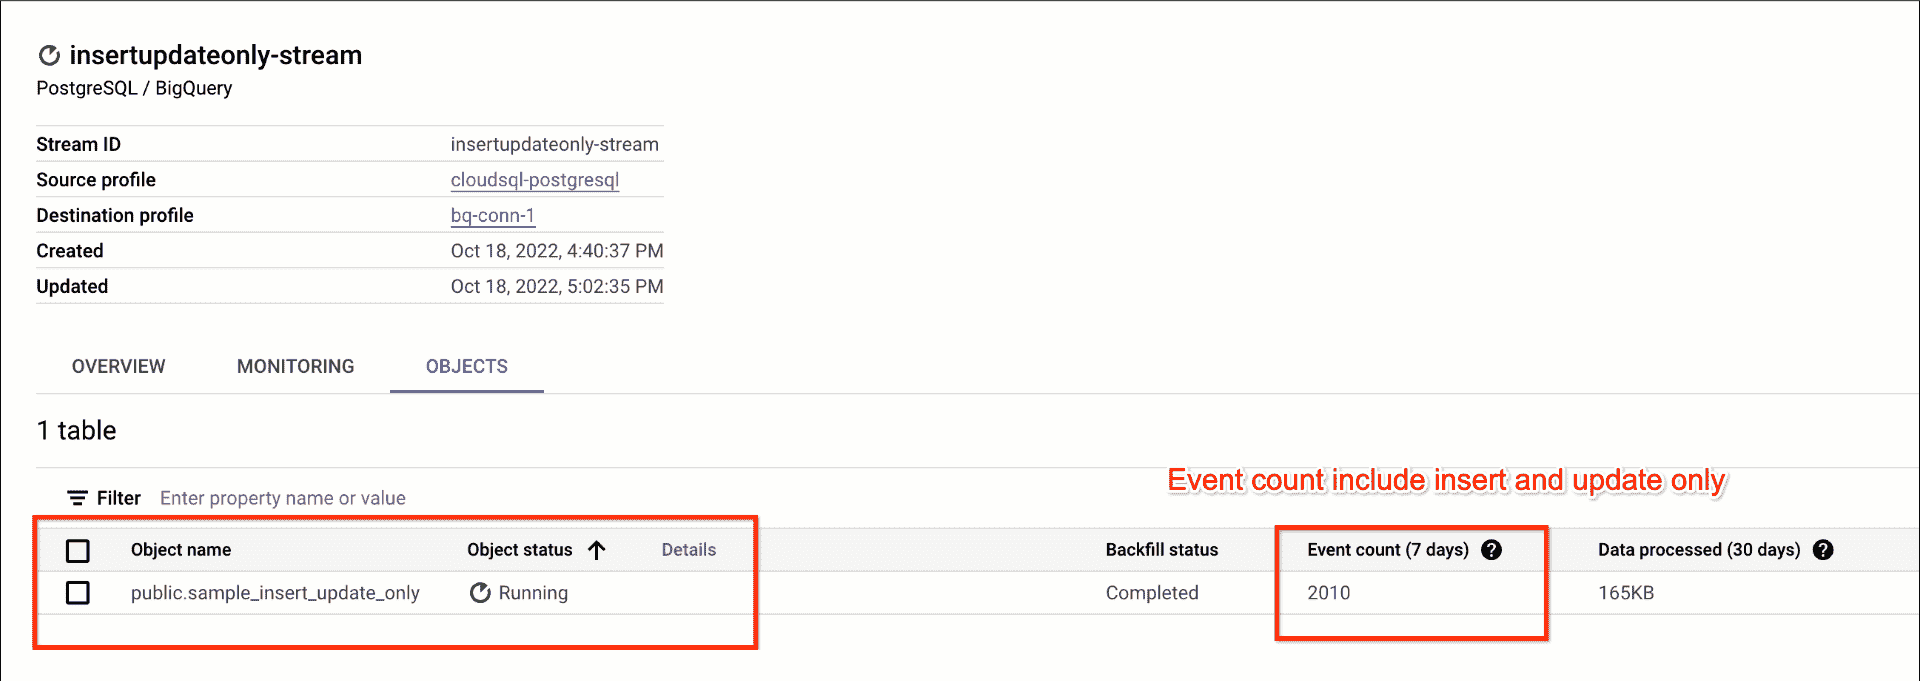 insertupdateonly-stream
PostgreSQL / BigQuery
Stream ID insertupdateonly-stream
Source profile cloudsql-postgresql
Destination profile bq-conn-1
Created Oct 18, 2022, 4:40:37 PM
Updated Oct 18, 2022, 5:02:35 PM
OVERVIEW MONITORING OBJECTS
1 table
Event count include insert and update only
Filter Enter property name or value
Object name Object status Details Backfill status Event count (7 days) ? Data processed (30 days) ?
public.sample_insert_update_only Running Completed 2010 165KB